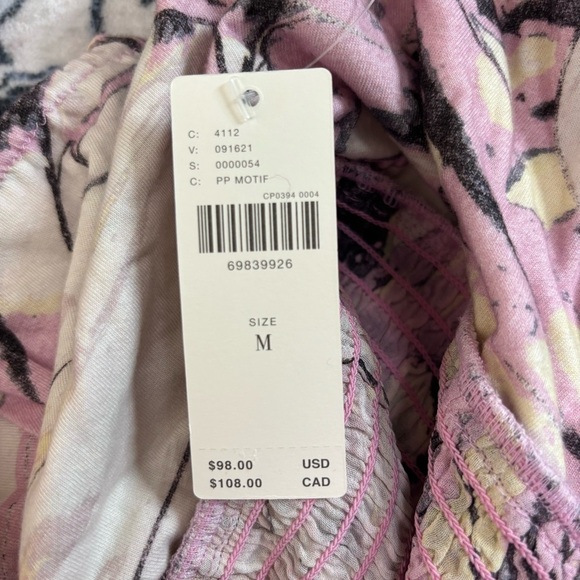 C: 4112
V: 091621
S: 0000054
C: PP MOTIF
CP0394 0004
69839926
SIZE
M
$98.00 USD
$108.00 CAD